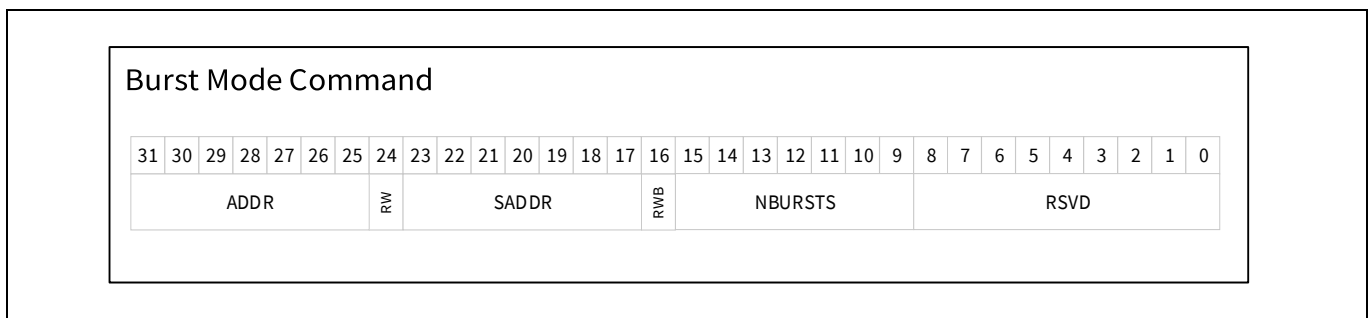 Burst Mode Command
31 30 29 28 27 26 25 24 23 22 21 20 19 18 17 16 15 14 13 12 11 10 9 8 7 6 5 4 3 2 1 0
ADDR RW SADDR RWB NBURSTS RSVD